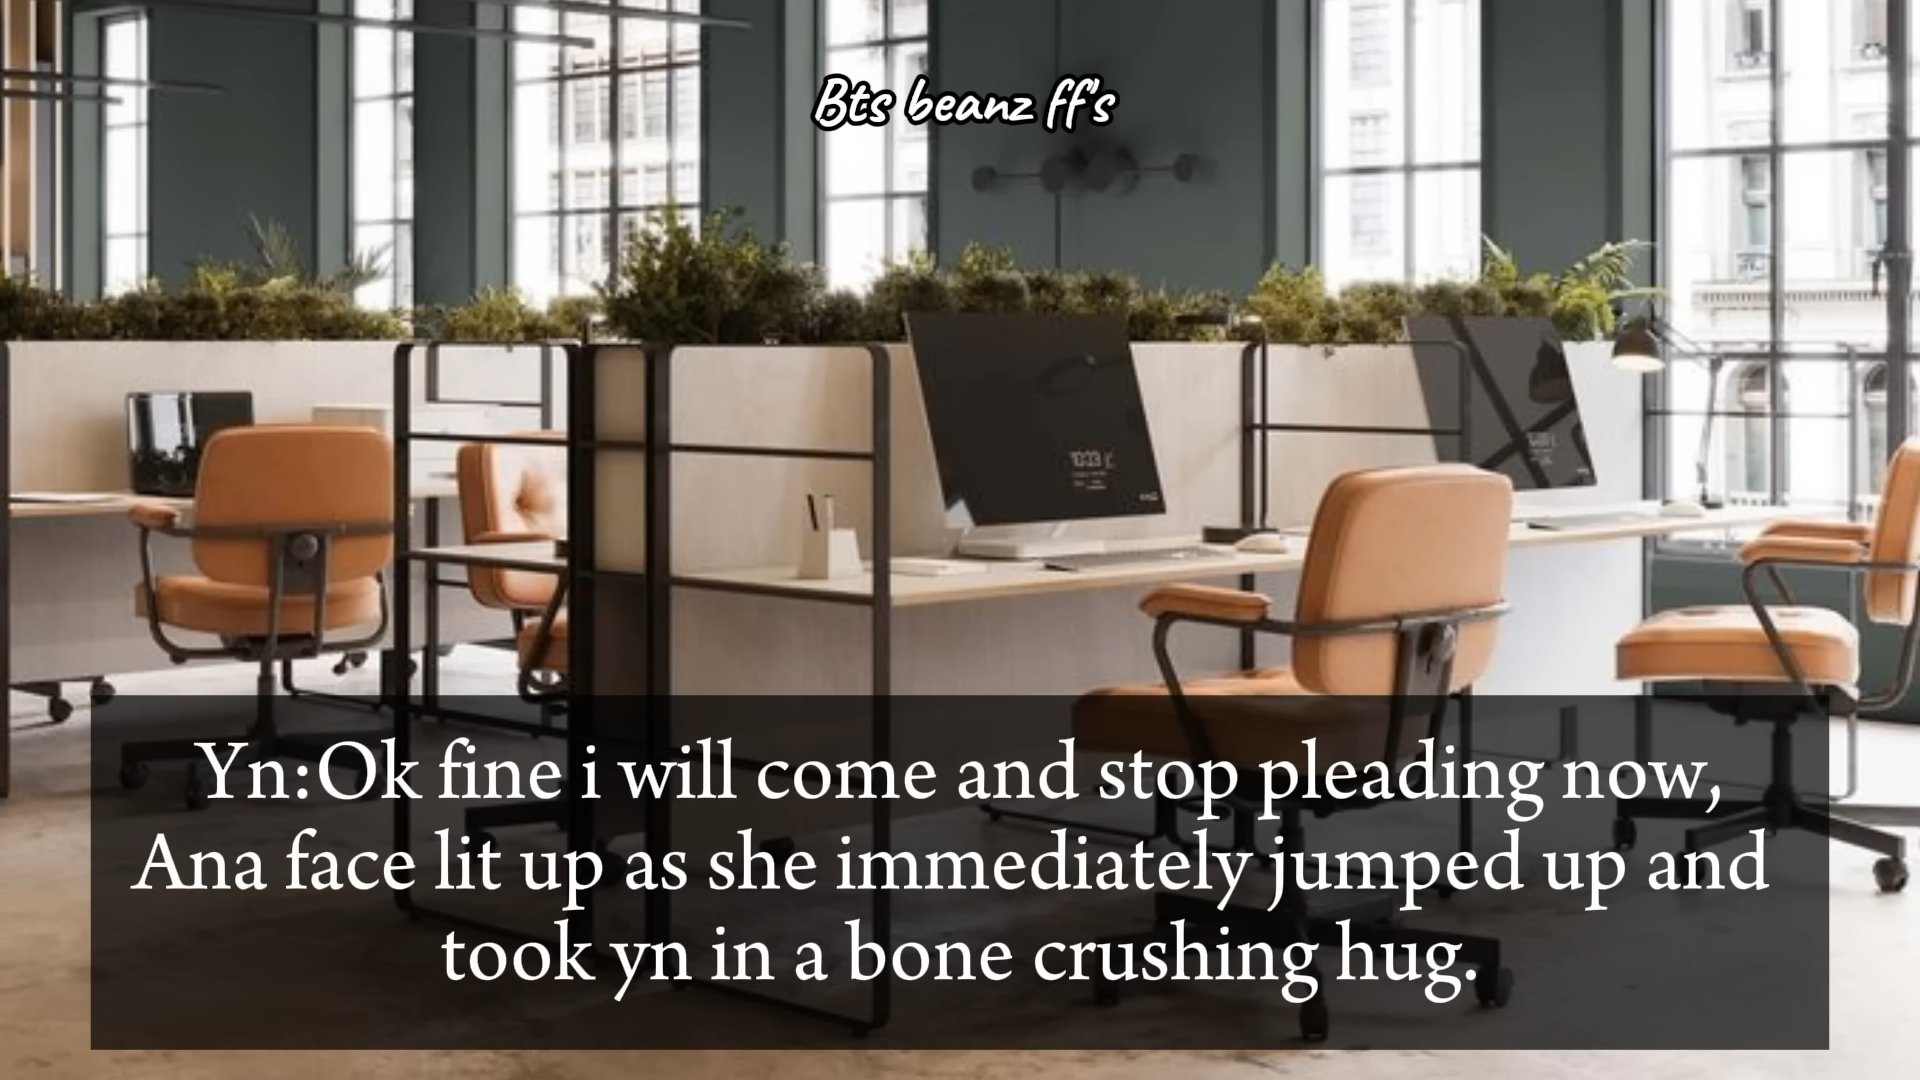 Bts beanz ff's
Yn:Ok fine i will come and stop pleading now,
Ana face lit up as she immediately jumped up and
took yn in a bone crushing hug.